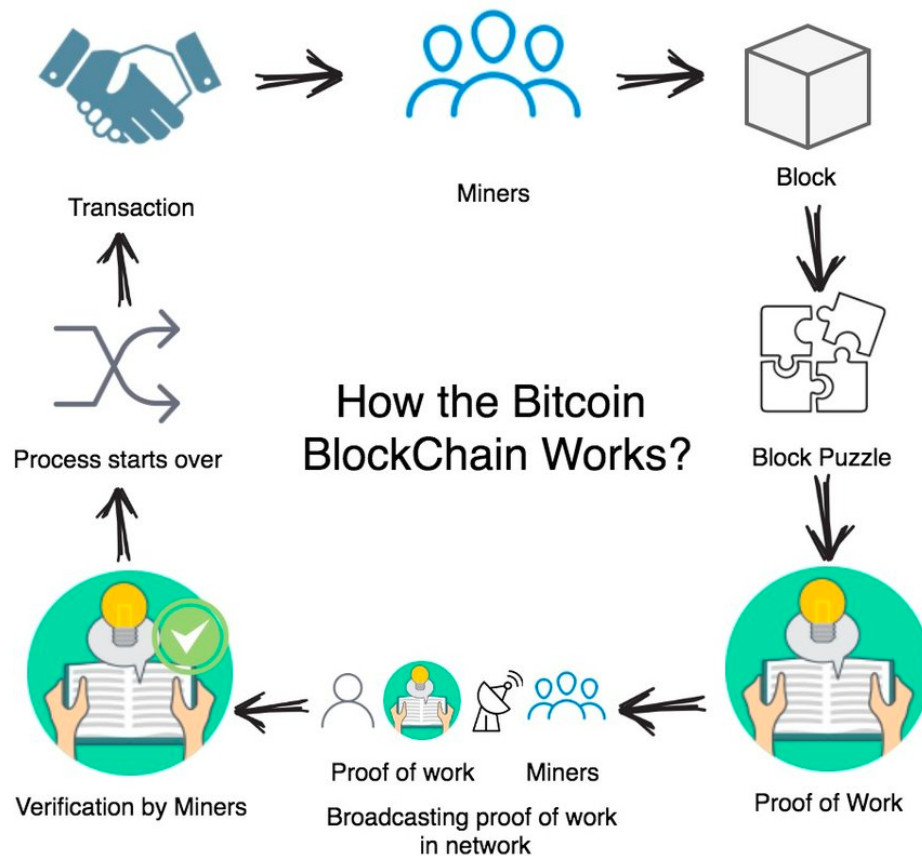 Transaction
Miners
Block
How the Bitcoin
BlockChain Works?
Process starts over
Block Puzzle
Verification by Miners
Proof of work
Miners
Broadcasting proof of work
in network
Proof of Work